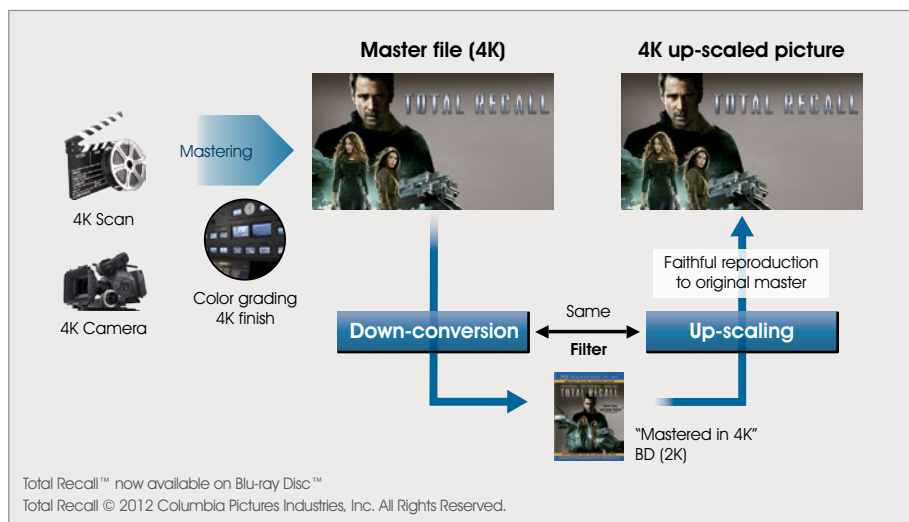 Master file (4K)
4K up-scaled picture
TOTAL RECALL
TOTAL RECALL
Mastering
4K Scan
4K Camera
Color grading
4K finish
Faithful reproduction
to original master
Down-conversion
Same
Filter
Up-scaling
TOTAL RECALL
"Mastered in 4K"
BD (2K)
Total Recall™ now available on Blu-ray Disc™
Total Recall © 2012 Columbia Pictures Industries, Inc. All Rights Reserved.